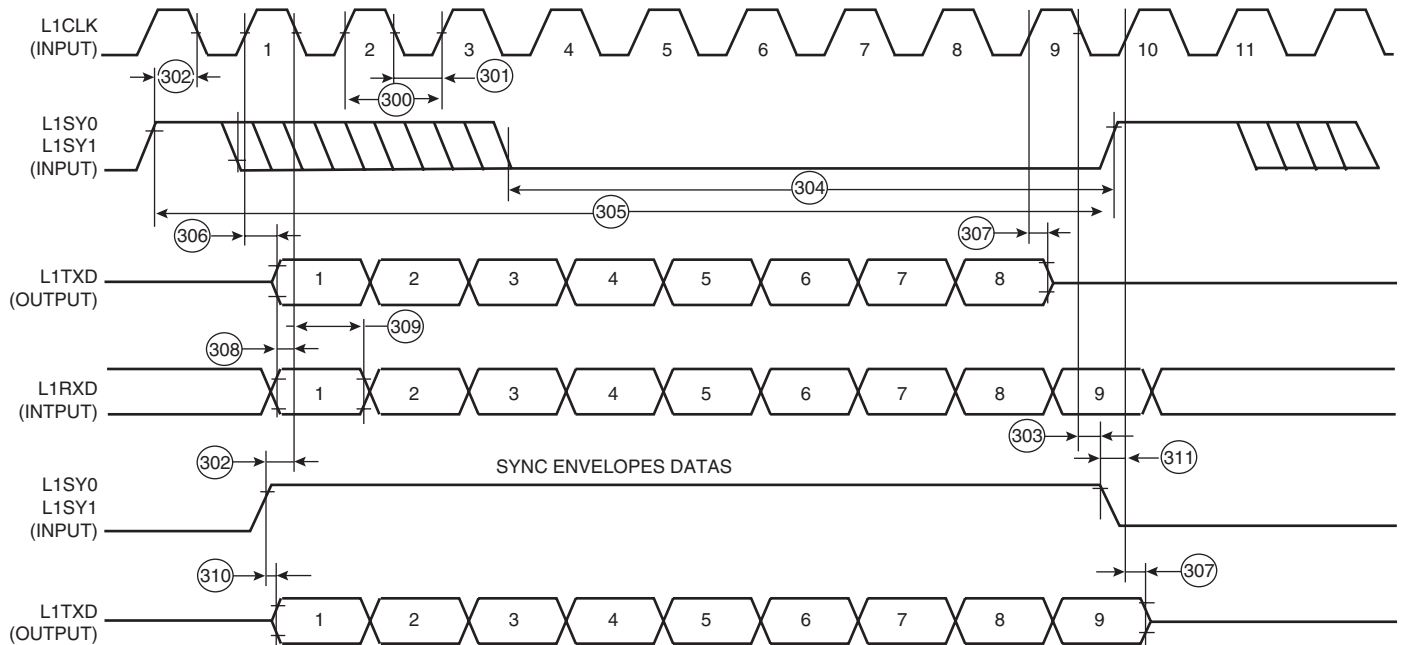 L1CLK
(INPUT)
1 2 3 4 5 6 7 8 9 10 11
302
301
300
L1SY0
L1SY1
(INPUT)
304
305
306
307
L1TXD
(OUTPUT)
1 2 3 4 5 6 7 8
309
308
L1RXD
(INTPUT)
1 2 3 4 5 6 7 8 9
303
302
311
SYNC ENVELOPES DATAS
L1SY0
L1SY1
(INPUT)
310
307
L1TXD
(OUTPUT)
1 2 3 4 5 6 7 8 9